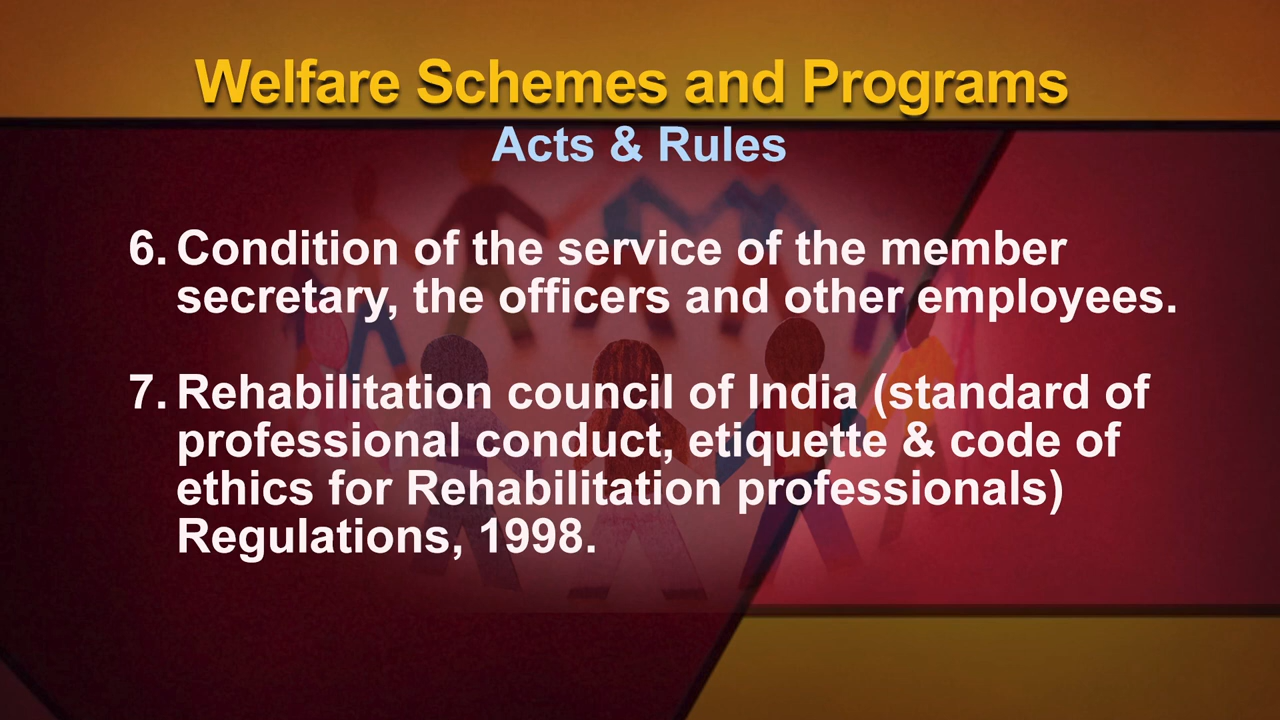 Welfare Schemes and Programs
Acts & Rules
6. Condition of the service of the member
secretary, the officers and other employees.
7. Rehabilitation council of India (standard of
professional conduct, etiquette & code of
ethics for Rehabilitation professionals)
Regulations, 1998.